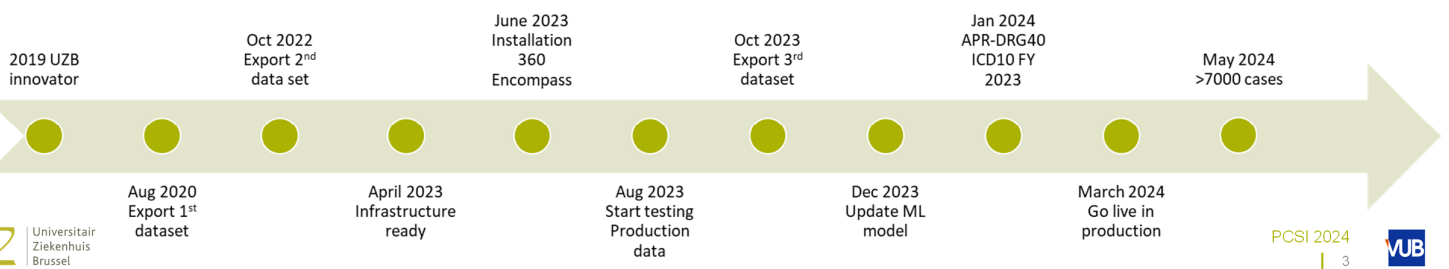 2019 UZB
innovator
Aug 2020
Export 1st
dataset
Oct 2022
Export 2nd
data set
April 2023
Infrastructure
ready
June 2023
Installation
360
Encompass
Aug 2023
Start testing
Production
data
Oct 2023
Export 3rd
dataset
Dec 2023
Update ML
model
Jan 2024
APR-DRG40
ICD10 FY
2023
March 2024
Go live in
production
May 2024
>7000 cases
Universitair
Ziekenhuis
Brussel
PCSI 2024
3
VUB